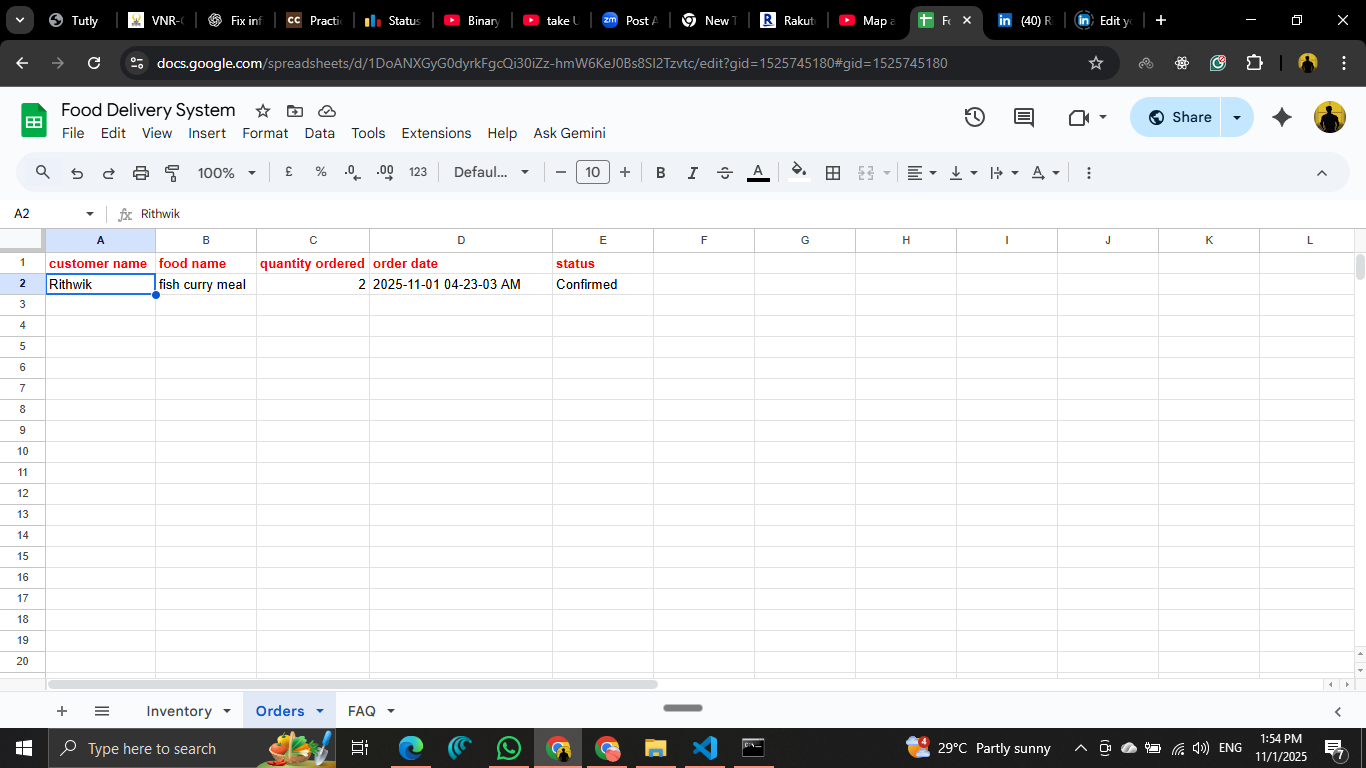 Tutly VNR- Fix inf Practi Status Binary take U Post A New T Rakut Map a Fo (40) R Edit yo
docs.google.com/spreadsheets/d/1DoANXGyG0dyrkFgcQi30iZz-hmW6KeJ0Bs8SI2Tzvtc/edit?gid=1525745180#gid=1525745180
Food Delivery System
File Edit View Insert Format Data Tools Extensions Help Ask Gemini
Share
100% £ % .0 .00 123 Defaul... 10 B I S A
A2 fx Rithwik
A B C D E F G H I J K L
1 customer name food name quantity ordered order date status
2 Rithwik fish curry meal 2 2025-11-01 04-23-03 AM Confirmed
3
4
5
6
7
8
9
10
11
12
13
14
15
16
17
18
19
20
Inventory Orders FAQ
Type here to search 29°C Partly sunny ENG 1:54 PM
11/1/2025 7